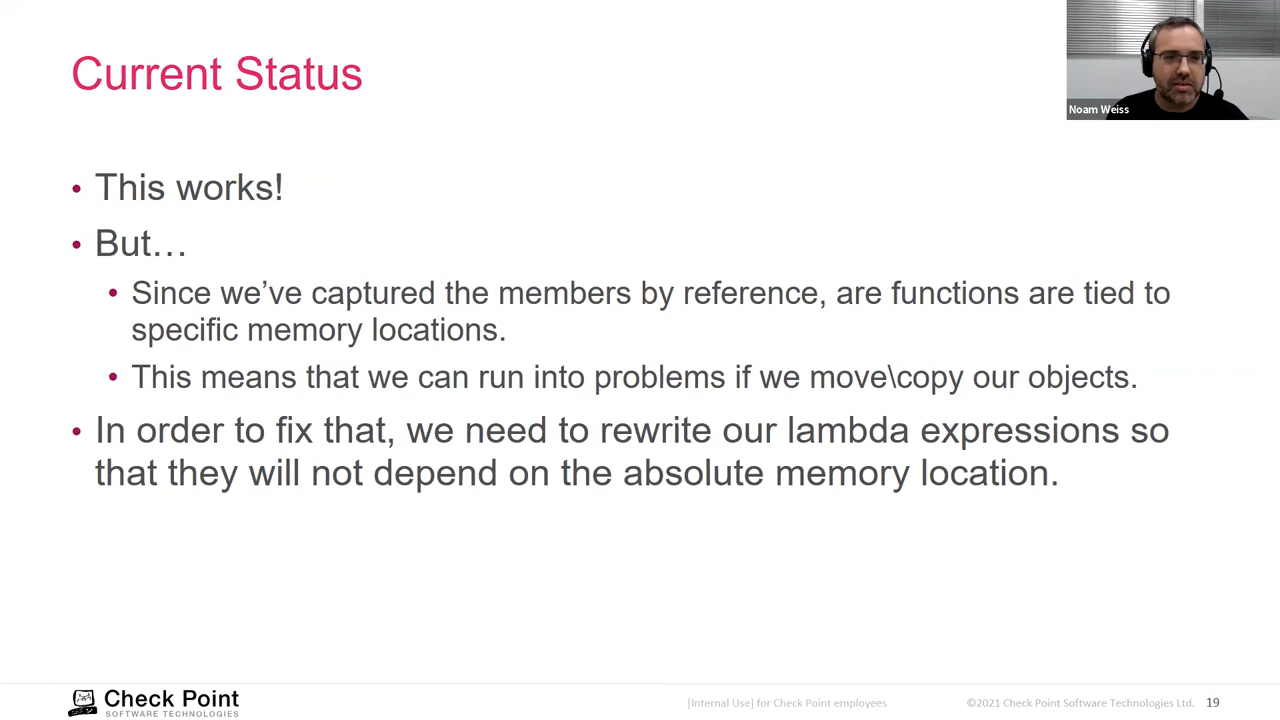 Current Status
Noam Weiss
• This works!
• But…
• Since we've captured the members by reference, are functions are tied to
specific memory locations.
• This means that we can run into problems if we move\copy our objects.
• In order to fix that, we need to rewrite our lambda expressions so
that they will not depend on the absolute memory location.
Check Point
SOFTWARE TECHNOLOGIES
[Internal Use] for Check Point employees
©2021 Check Point Software Technologies Ltd.
19